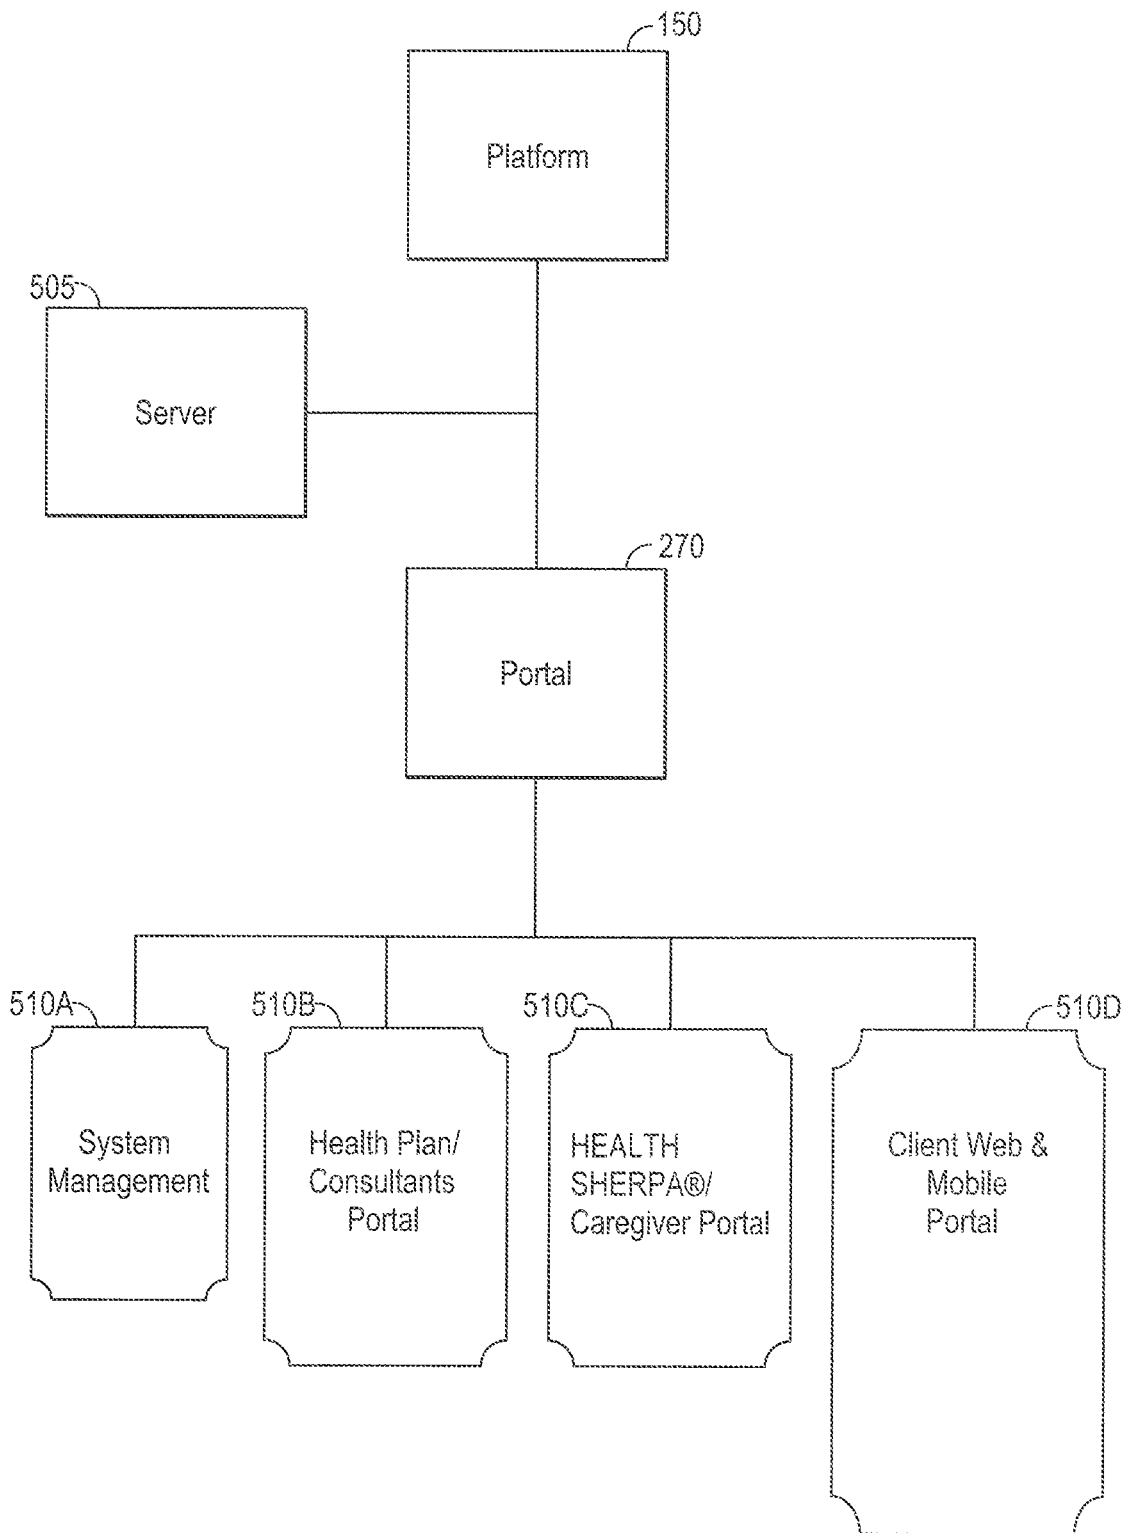 150
Platform
505
Server
270
Portal
510A
510B
510C
510D
System
Management
Health Plan/
Consultants
Portal
HEALTH
SHERPA®/
Caregiver Portal
Client Web &
Mobile
Portal